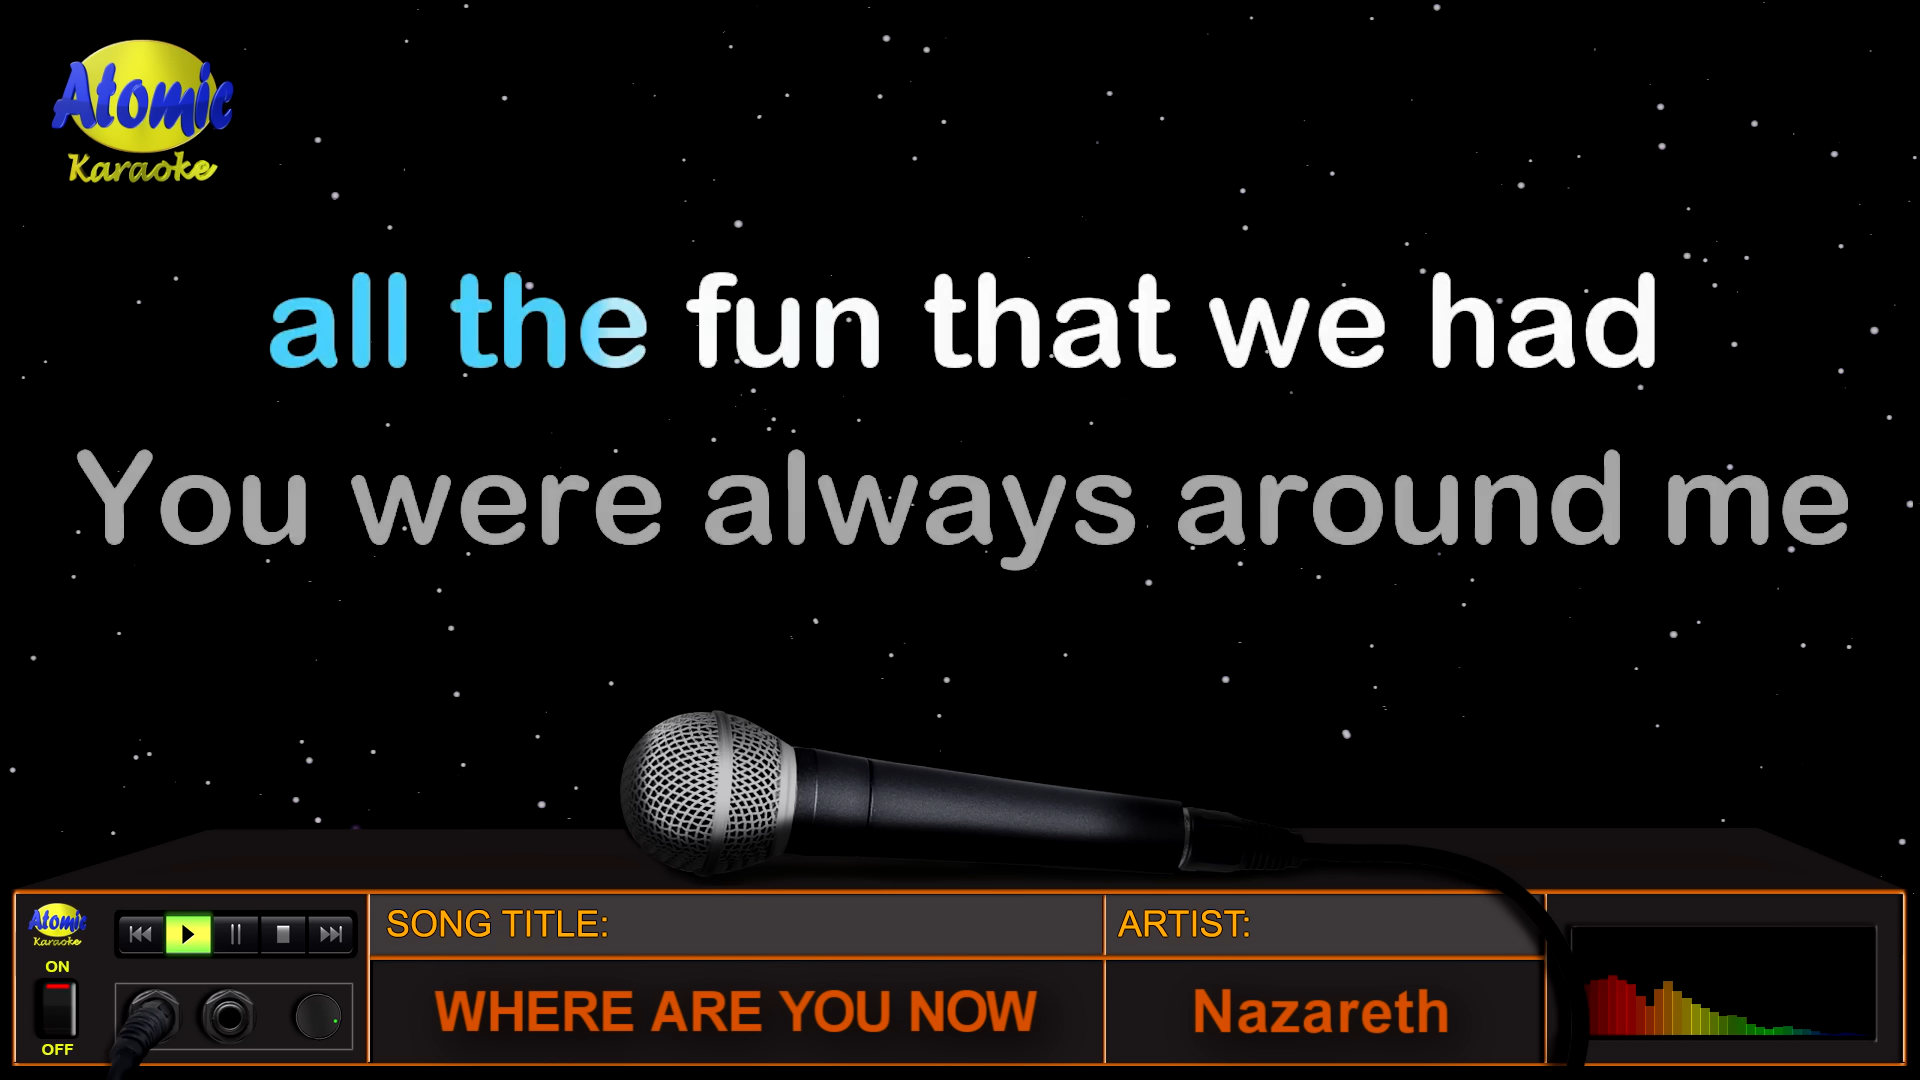 Atomic
Karaoke
all the fun that we had
You were always around me
Atomic
Karaoke
ON
OFF
SONG TITLE:
WHERE ARE YOU NOW
ARTIST:
Nazareth